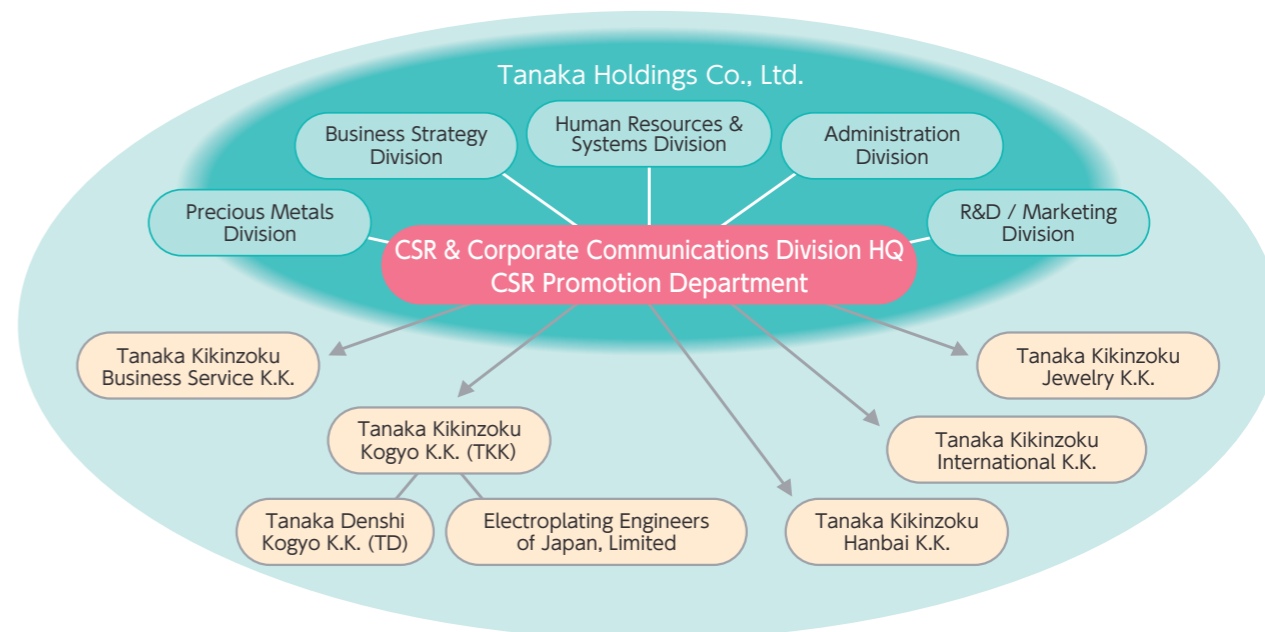 Tanaka Holdings Co., Ltd.
Human Resources &
Systems Division
Business Strategy
Division
Administration
Division
Precious Metals
Division
R&D / Marketing
Division
CSR & Corporate Communications Division HQ
CSR Promotion Department
Tanaka Kikinzoku
Business Service K.K.
Tanaka Kikinzoku
Jewelry K.K.
Tanaka Kikinzoku
Kogyo K.K. (TKK)
Tanaka Kikinzoku
International K.K.
Tanaka Denshi
Kogyo K.K. (TD)
Electroplating Engineers
of Japan, Limited
Tanaka Kikinzoku
Hanbai K.K.